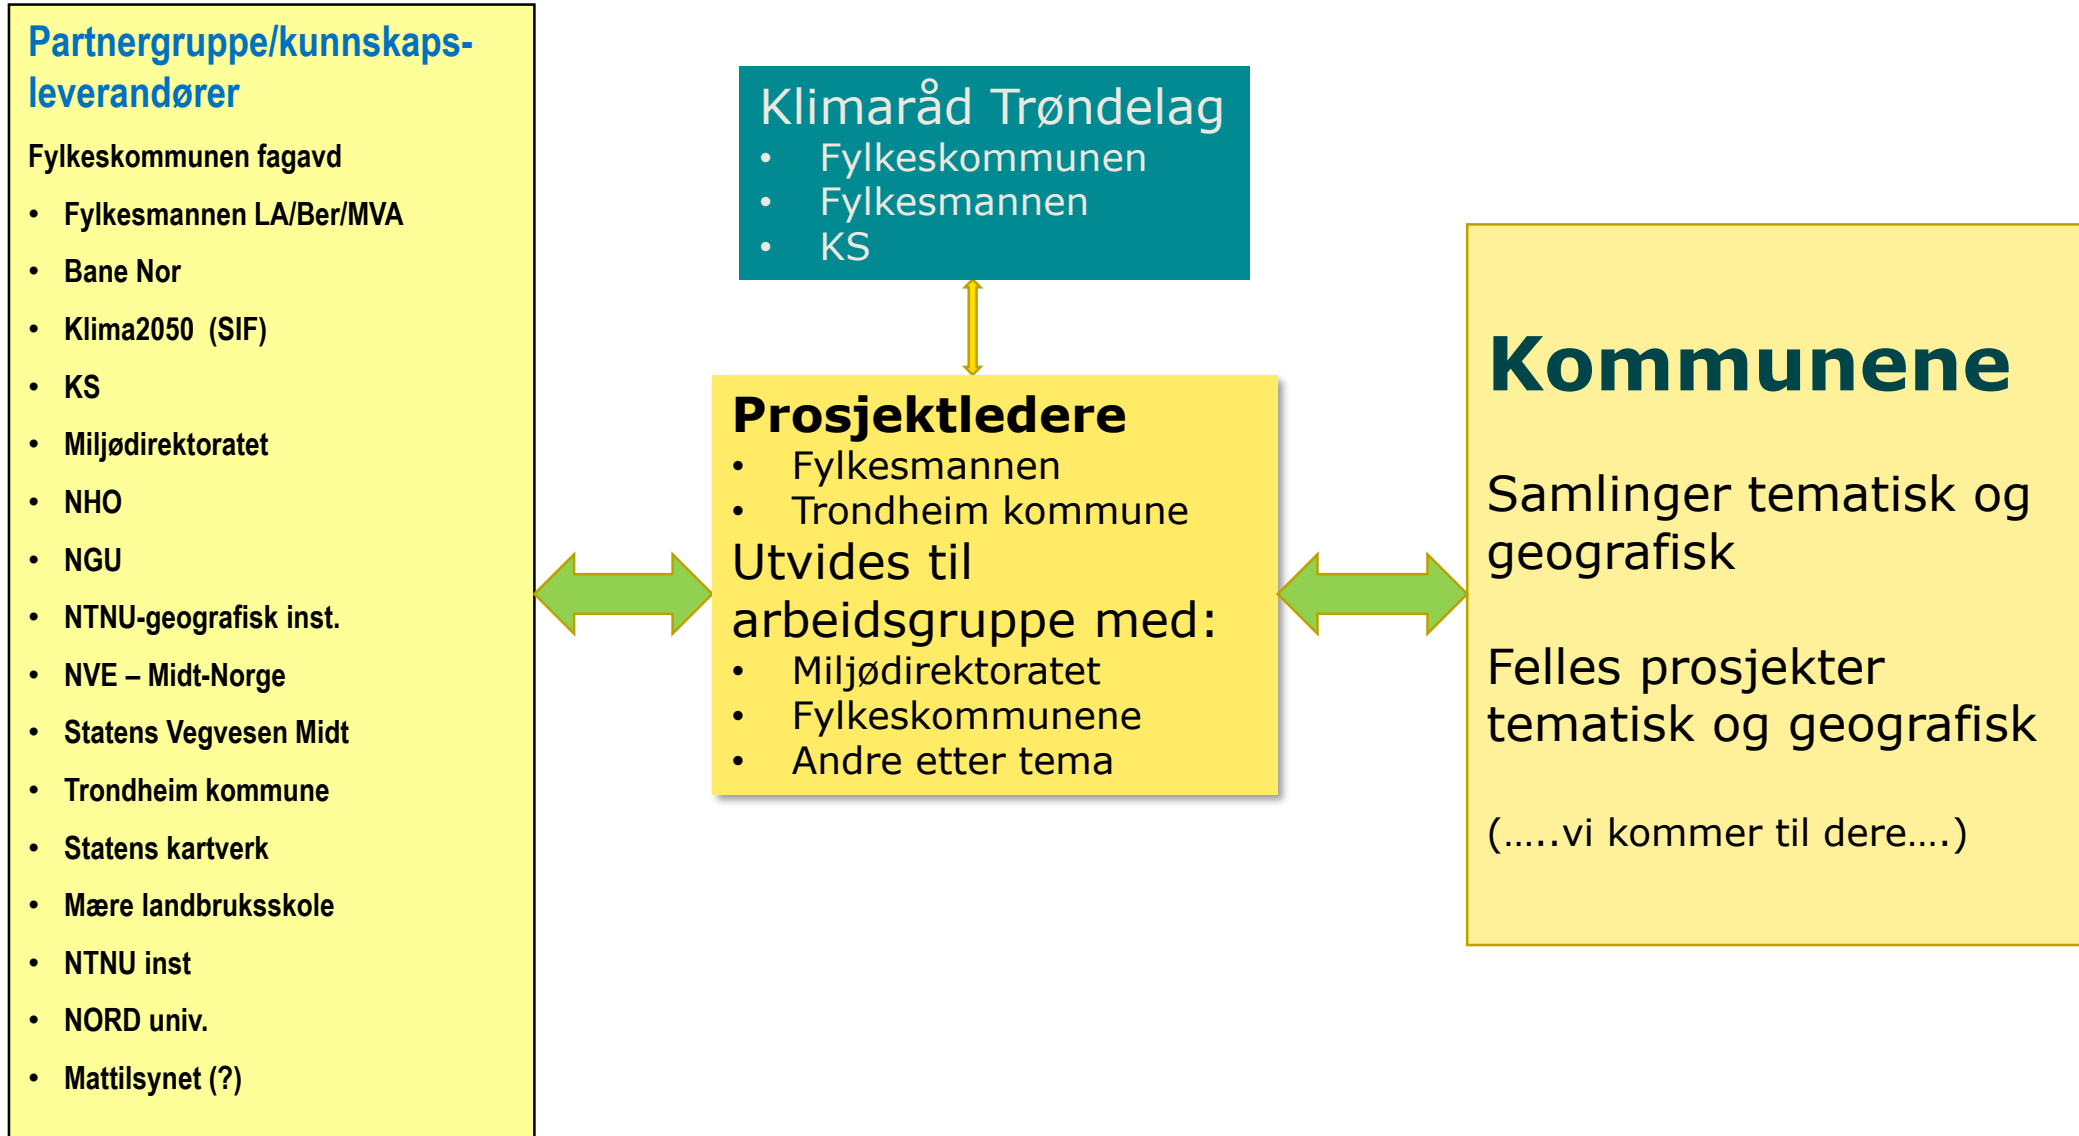 Partnergruppe/kunnskaps-
leverandører
Fylkeskommunen fagavd
• Fylkesmannen LA/Ber/MVA
• Bane Nor
• Klima2050 (SIF)
• KS
• Miljødirektoratet
• NHO
• NGU
• NTNU-geografisk inst.
• NVE – Midt-Norge
• Statens Vegvesen Midt
• Trondheim kommune
• Statens kartverk
• Mære landbruksskole
• NTNU inst
• NORD univ.
• Mattilsynet (?)
Klimaråd Trøndelag
• Fylkeskommunen
• Fylkesmannen
• KS
Prosjektledere
• Fylkesmannen
• Trondheim kommune
Utvides til
arbeidsgruppe med:
• Miljødirektoratet
• Fylkeskommunene
• Andre etter tema
Kommunene
Samlinger tematisk og
geografisk
Felles prosjekter
tematisk og geografisk
(…..vi kommer til dere….)